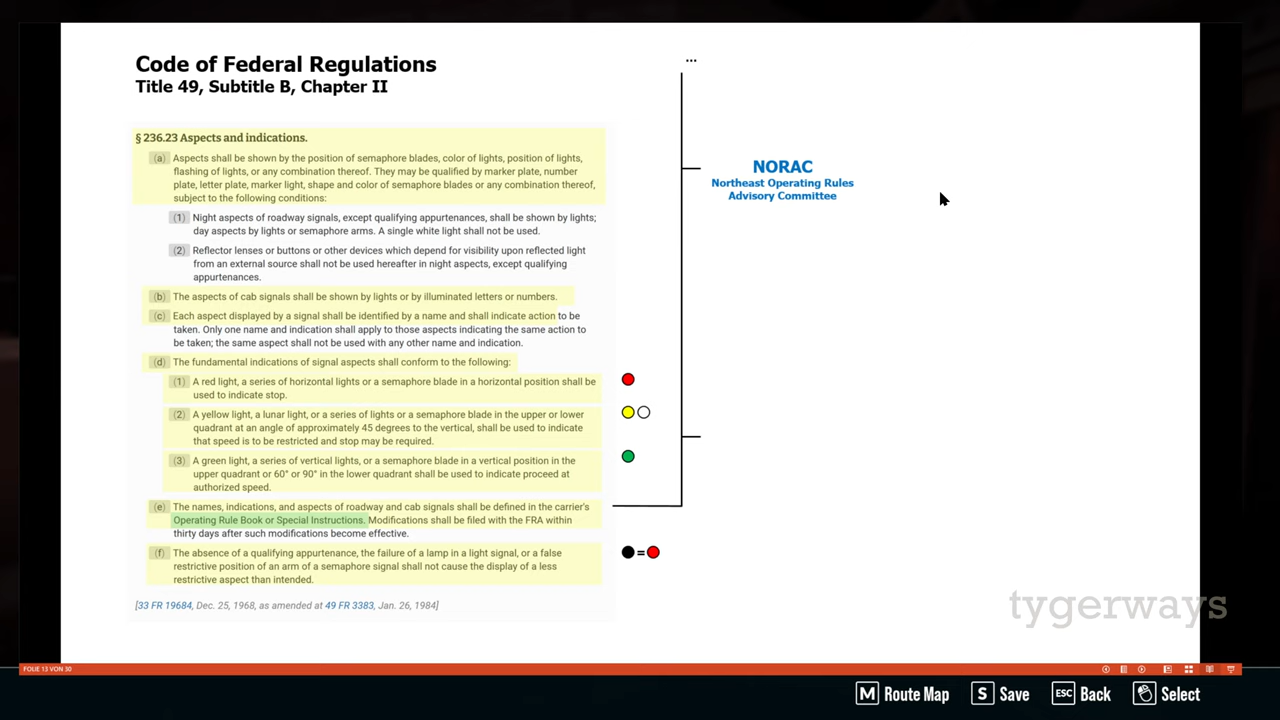 Code of Federal Regulations
Title 49, Subtitle B, Chapter II
§ 236.23 Aspects and indications.
(a) Aspects shall be shown by the position of semaphore blades, color of lights, position of lights,
flashing of lights, or any combination thereof. They may be qualified by marker plate, number
plate, letter plate, marker light, shape and color of semaphore blades or any combination thereof,
subject to the following conditions:
(1) Night aspects of roadway signals, except qualifying appurtenances, shall be shown by lights;
day aspects by lights or semaphore arms. A single white light shall not be used.
(2) Reflector lenses or buttons or other devices which depend for visibility upon reflected light
from an external source shall not be used hereafter in night aspects, except qualifying
appurtenances.
(b) The aspects of cab signals shall be shown by lights or by illuminated letters or numbers.
(c) Each aspect displayed by a signal shall be identified by a name and shall indicate action to be
taken. Only one name and indication shall apply to those aspects indicating the same action to
be taken; the same aspect shall not be used with any other name and indication.
(d) The fundamental indications of signal aspects shall conform to the following:
(1) A red light, a series of horizontal lights or a semaphore blade in a horizontal position shall be
used to indicate stop.
(2) A yellow light, a lunar light, or a series of lights or a semaphore blade in the upper or lower
quadrant at an angle of approximately 45 degrees to the vertical, shall be used to indicate
that speed is to be restricted and stop may be required.
(3) A green light, a series of vertical lights, or a semaphore blade in a vertical position in the
upper quadrant or 60° or 90° in the lower quadrant shall be used to indicate proceed at
authorized speed.
(e) The names, indications, and aspects of roadway and cab signals shall be defined in the carrier's
Operating Rule Book or Special Instructions. Modifications shall be filed with the FRA within
thirty days after such modifications become effective.
(f) The absence of a qualifying appurtenance, the failure of a lamp in a light signal, or a false
restrictive position of an arm of a semaphore signal shall not cause the display of a less
restrictive aspect than intended.
[33 FR 19684, Dec. 25, 1968, as amended at 49 FR 3383, Jan. 26, 1984]
...
NORAC
Northeast Operating Rules
Advisory Committee
=
tygerways
FOLIE 13 VON 30
M Route Map S Save ESC Back Select